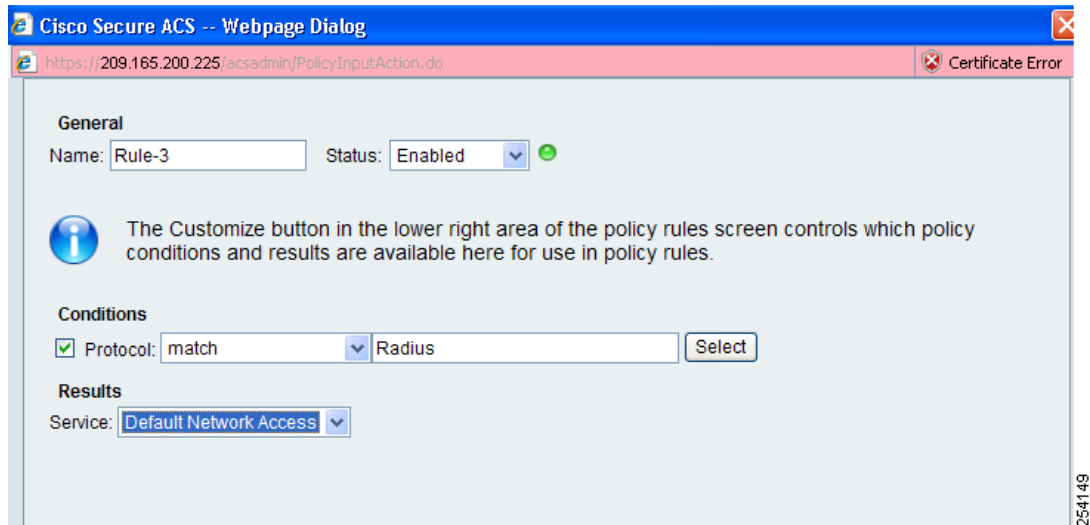 Cisco Secure ACS -- Webpage Dialog
https://209.165.200.225/acsadmin/PolicyInputAction.do Certificate Error
General
Name: Rule-3 Status: Enabled
The Customize button in the lower right area of the policy rules screen controls which policy
conditions and results are available here for use in policy rules.
Conditions
Protocol: match Radius Select
Results
Service: Default Network Access
254149